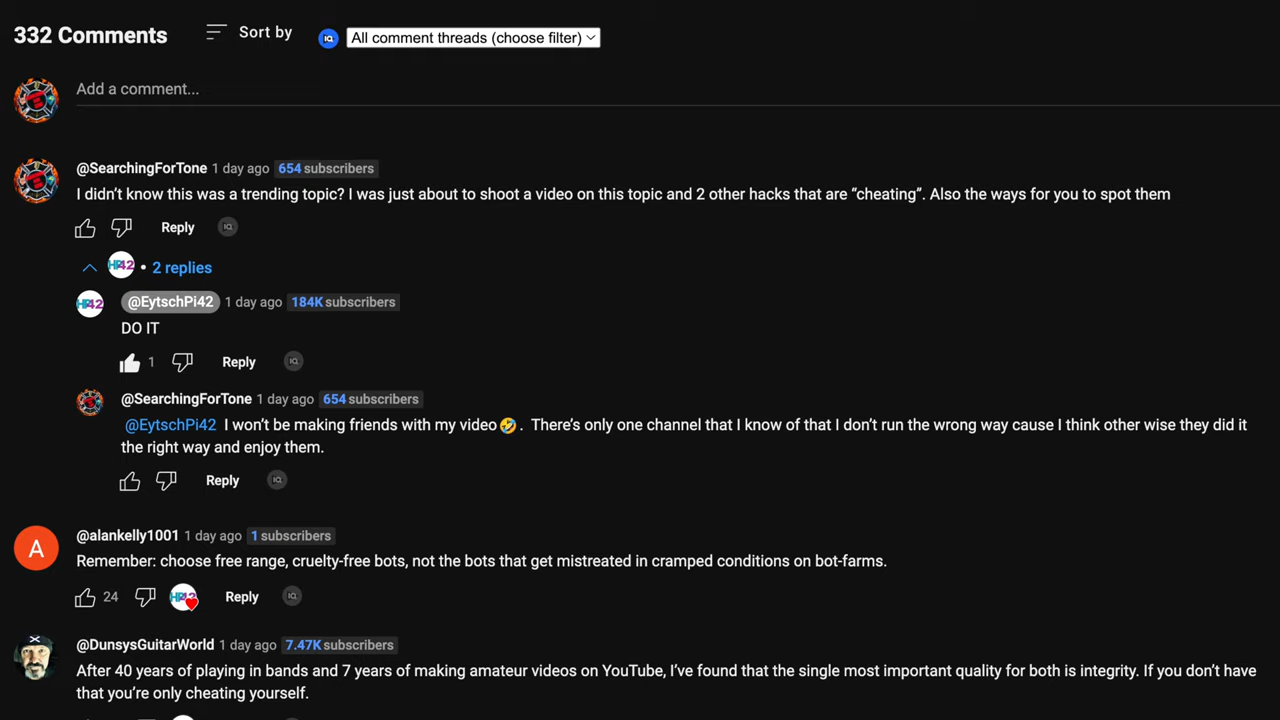 332 Comments
Sort by
IQ
All comment threads (choose filter)
Add a comment...
@SearchingForTone 1 day ago 654 subscribers
I didn’t know this was a trending topic? I was just about to shoot a video on this topic and 2 other hacks that are “cheating”. Also the ways for you to spot them
Reply
IQ
HP42 • 2 replies
HP42
@EytschPi42 1 day ago 184K subscribers
DO IT
1
Reply
IQ
@SearchingForTone 1 day ago 654 subscribers
@EytschPi42 I won’t be making friends with my video🤣. There’s only one channel that I know of that I don’t run the wrong way cause I think other wise they did it
the right way and enjoy them.
Reply
IQ
A
@alankelly1001 1 day ago 1 subscribers
Remember: choose free range, cruelty-free bots, not the bots that get mistreated in cramped conditions on bot-farms.
24
HP42
Reply
IQ
@DunsysGuitarWorld 1 day ago 7.47K subscribers
After 40 years of playing in bands and 7 years of making amateur videos on YouTube, I’ve found that the single most important quality for both is integrity. If you don’t have
that you’re only cheating yourself.